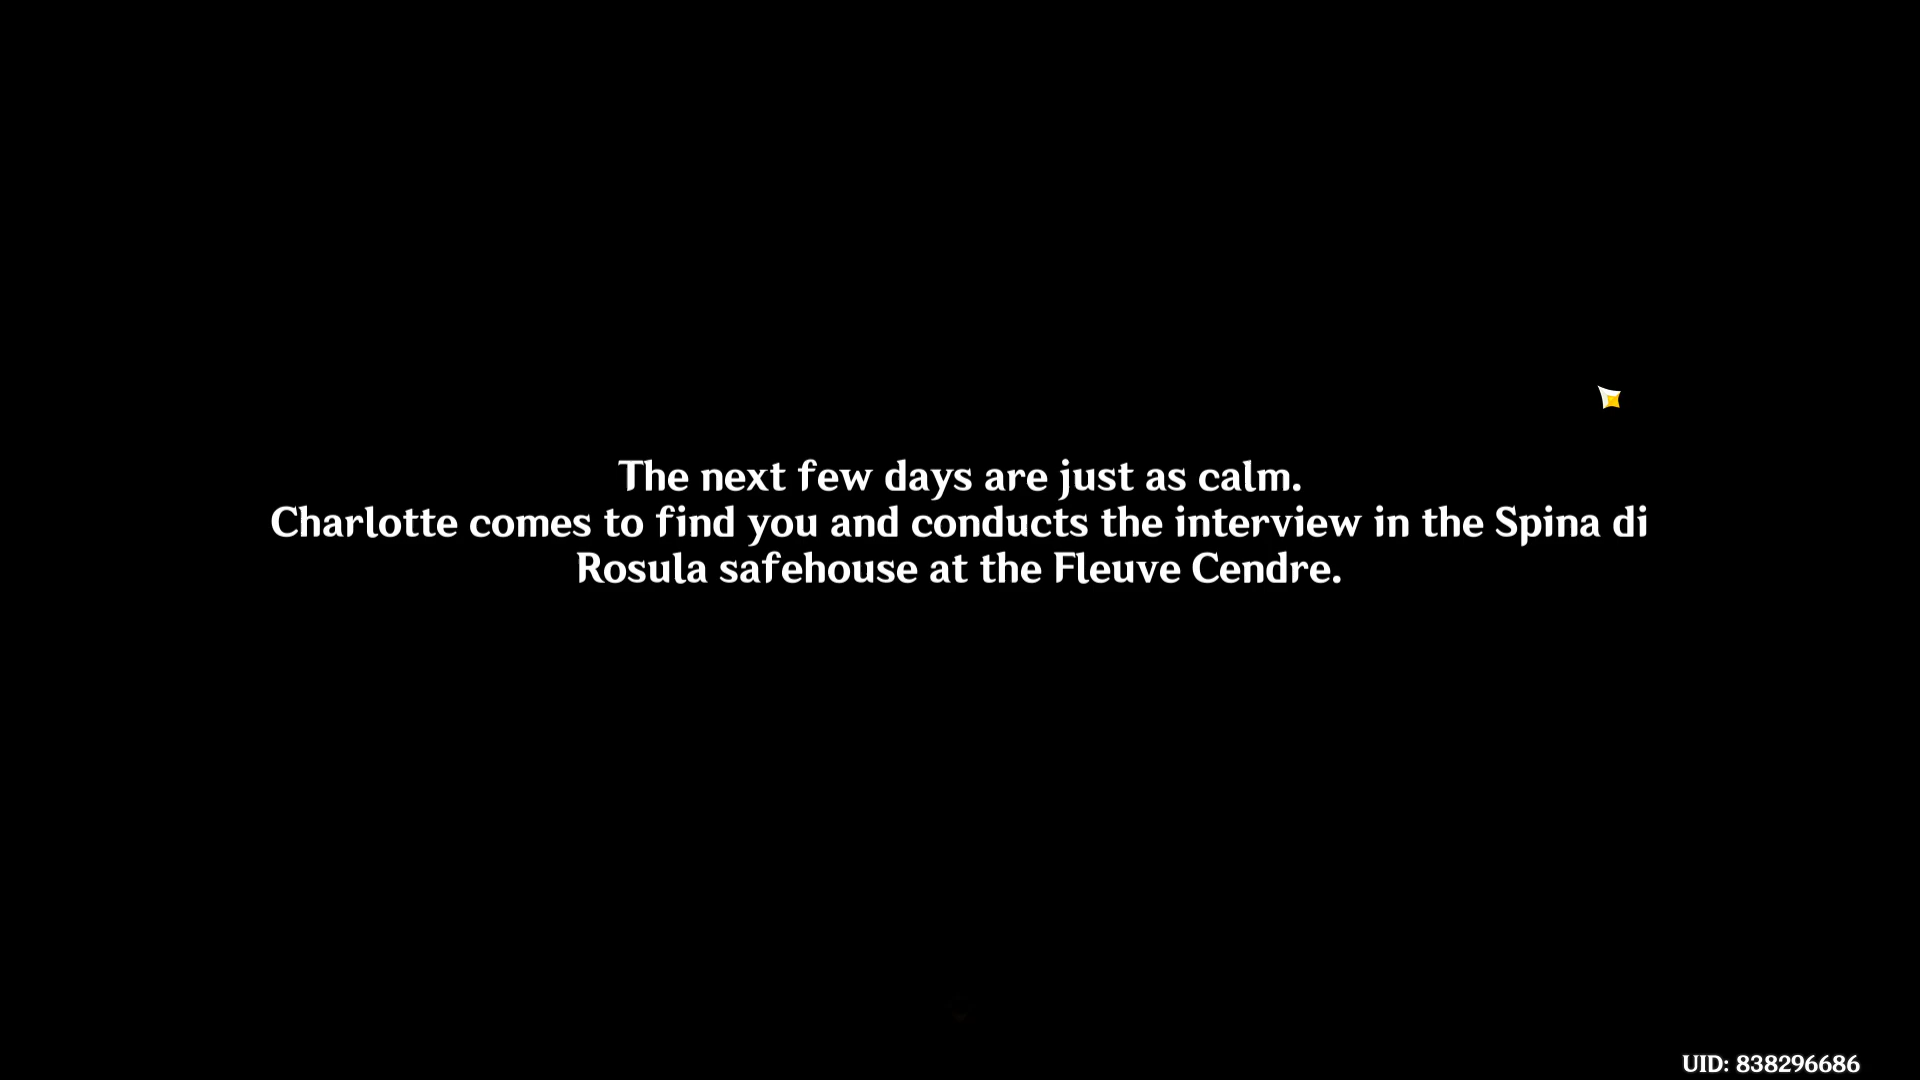 The next few days are just as calm.
Charlotte comes to find you and conducts the interview in the Spina di
Rosula safehouse at the Fleuve Cendre.
UID: 838296686